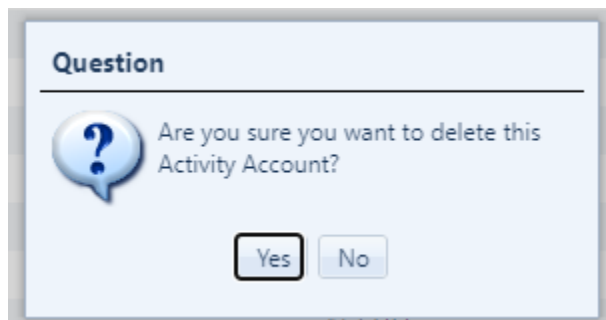 Question
Are you sure you want to delete this
Activity Account?
Yes No